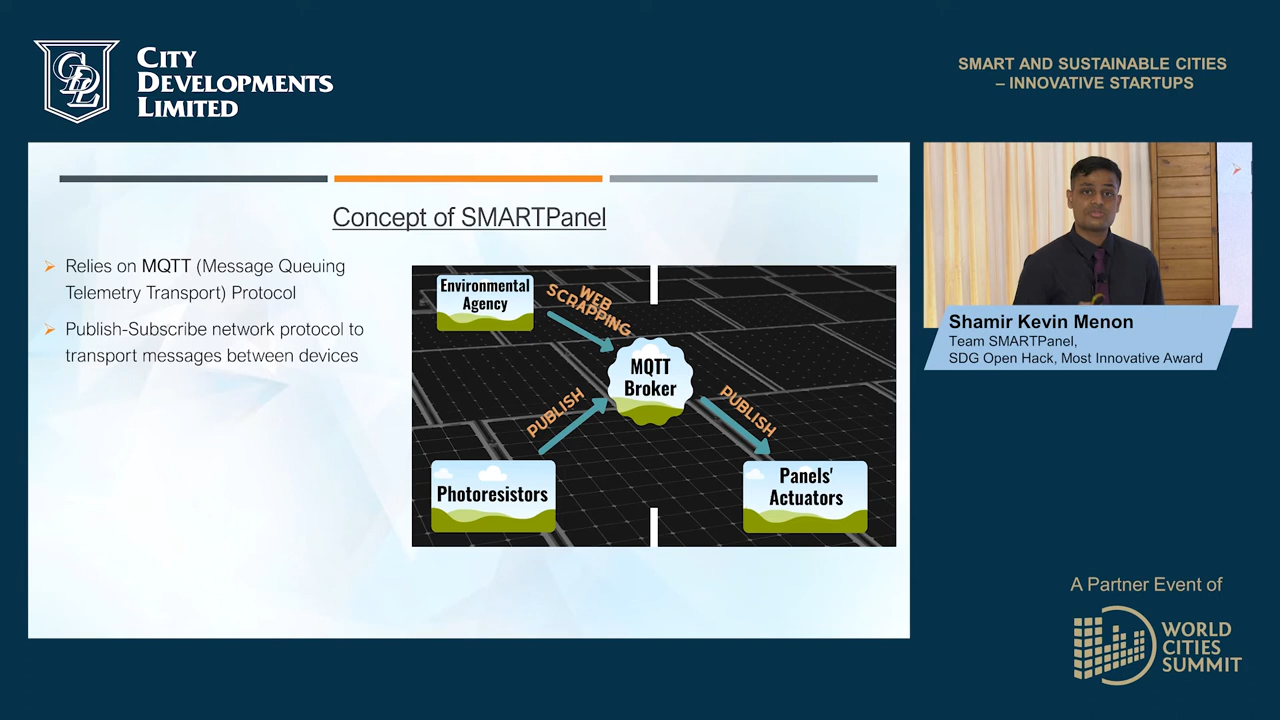 CITY
DEVELOPMENTS
LIMITED
CDL
SMART AND SUSTAINABLE CITIES
– INNOVATIVE STARTUPS
Concept of SMARTPanel
Relies on MQTT (Message Queuing
Telemetry Transport) Protocol
Publish-Subscribe network protocol to
transport messages between devices
Environmental
Agency
WEB
SCRAPPING
MQTT
Broker
PUBLISH
PUBLISH
Photoresistors
Panels'
Actuators
Shamir Kevin Menon
Team SMARTPanel,
SDG Open Hack, Most Innovative Award
A Partner Event of
WORLD
CITIES
SUMMIT